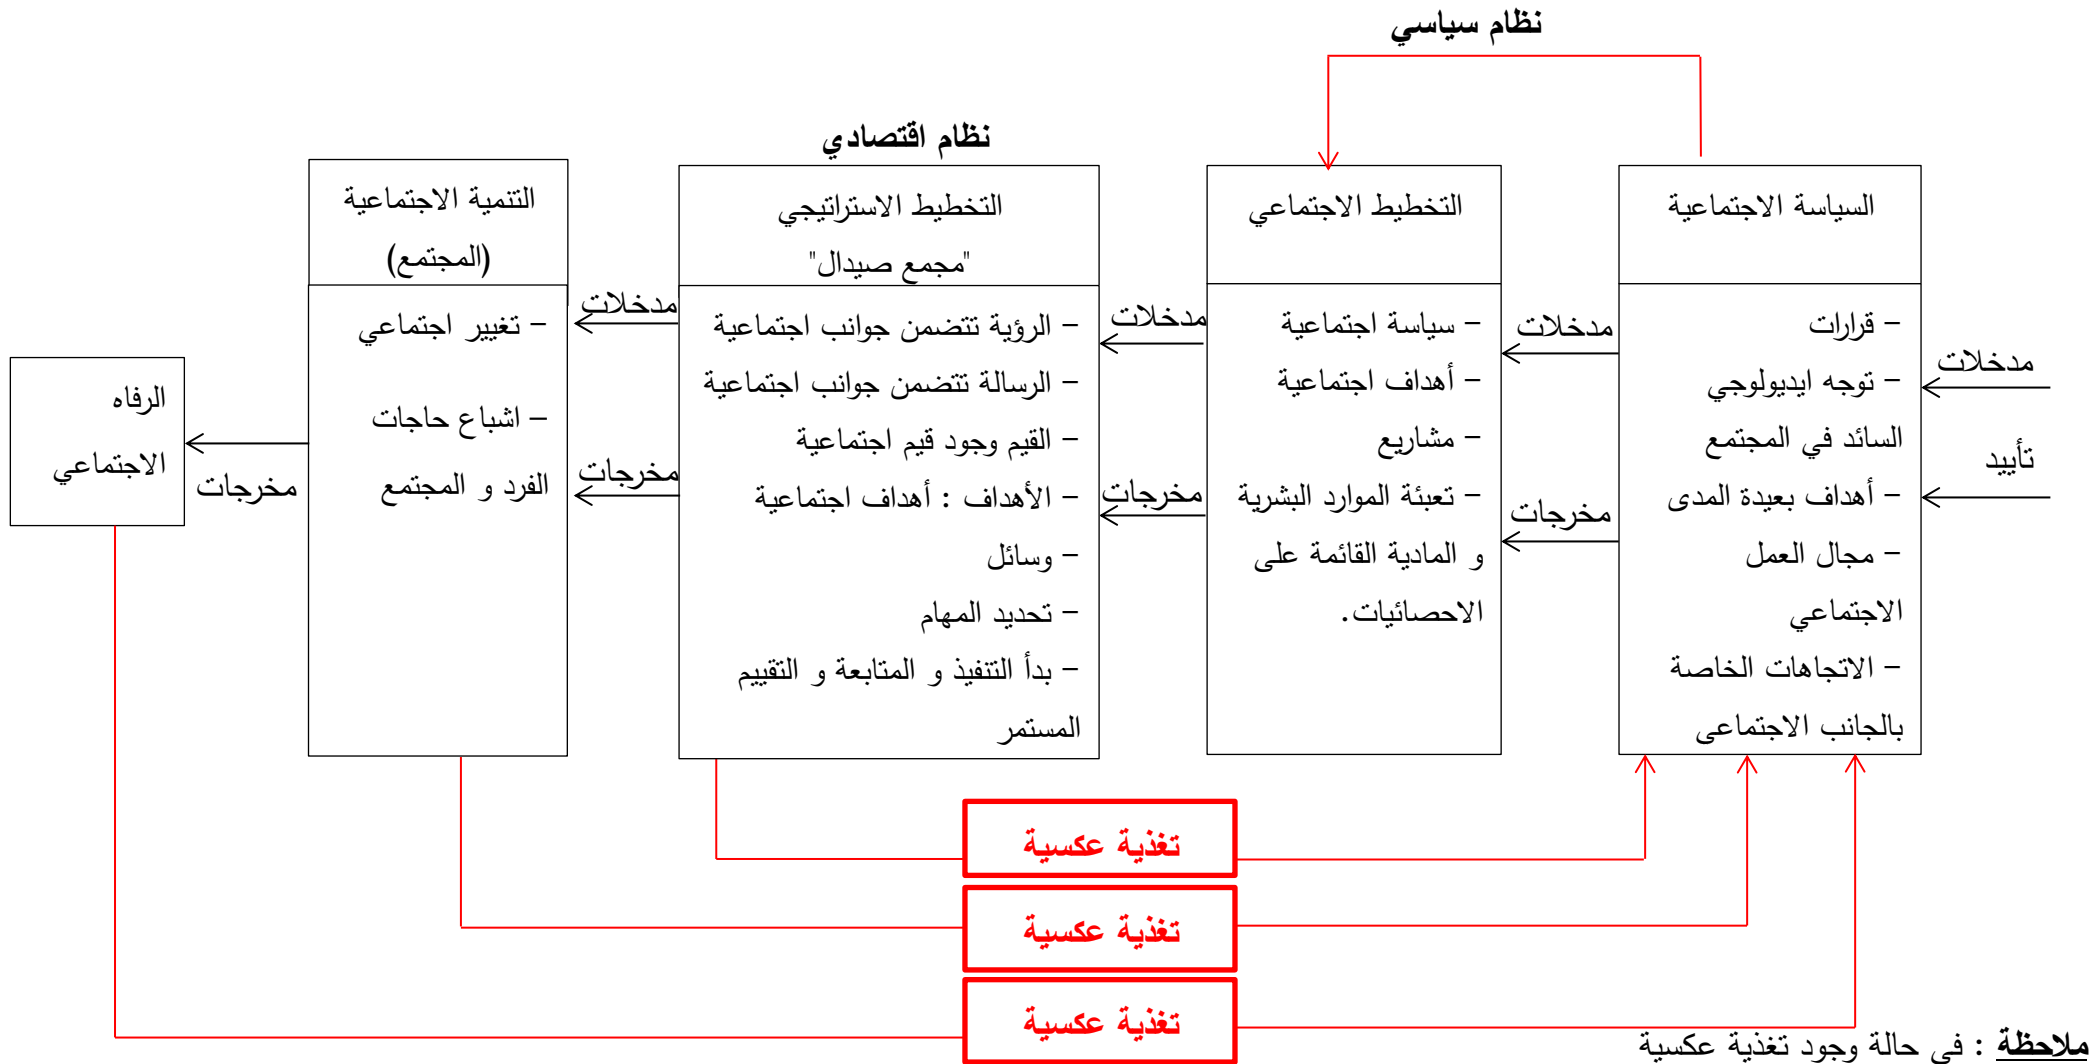 نظام سياسي
نظام اقتصادي
السياسة الاجتماعية
التخطيط الاجتماعي
التخطيط الاستراتيجي
"مجمع صيدال"
التنمية الاجتماعية
(المجتمع)
مدخلات
تأييد
- قرارات
- توجه ايديولوجي
السائد في المجتمع
- أهداف بعيدة المدى
- مجال العمل
الاجتماعي
- الاتجاهات الخاصة
بالجانب الاجتماعى
مدخلات
مخرجات
- سياسة اجتماعية
- أهداف اجتماعية
- مشاريع
- تعبئة الموارد البشرية
و المادية القائمة على
الاحصائيات.
مدخلات
مخرجات
- الرؤية تتضمن جوانب اجتماعية
- الرسالة تتضمن جوانب اجتماعية
- القيم وجود قيم اجتماعية
- الأهداف : أهداف اجتماعية
- وسائل
- تحديد المهام
- بدأ التنفيذ و المتابعة و التقييم
المستمر
مدخلات
مخرجات
- تغيير اجتماعي
- اشباع حاجات
الفرد و المجتمع
مخرجات
الرفاه
الاجتماعي
تغذية عكسية
تغذية عكسية
تغذية عكسية
ملاحظة : في حالة وجود تغذية عكسية